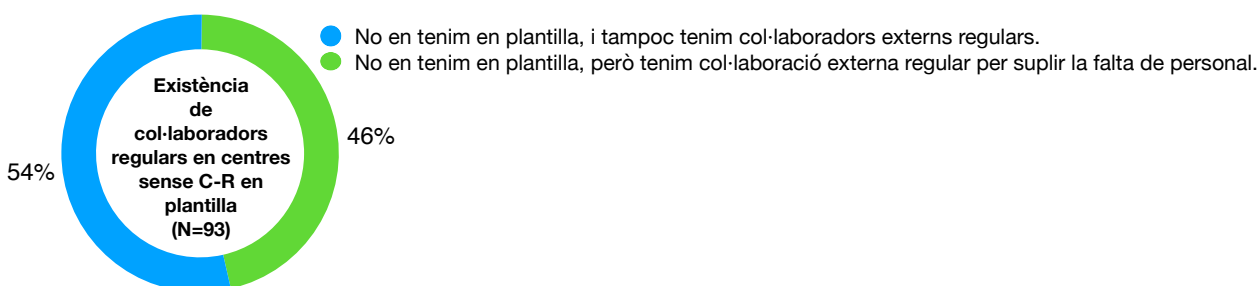 No en tenim en plantilla, i tampoc tenim col·laboradors externs regulars.
No en tenim en plantilla, però tenim col·laboració externa regular per suplir la falta de personal.
Existència
de
col·laboradors
regulars en centres
sense C-R en
plantilla
(N=93)
46%
54%